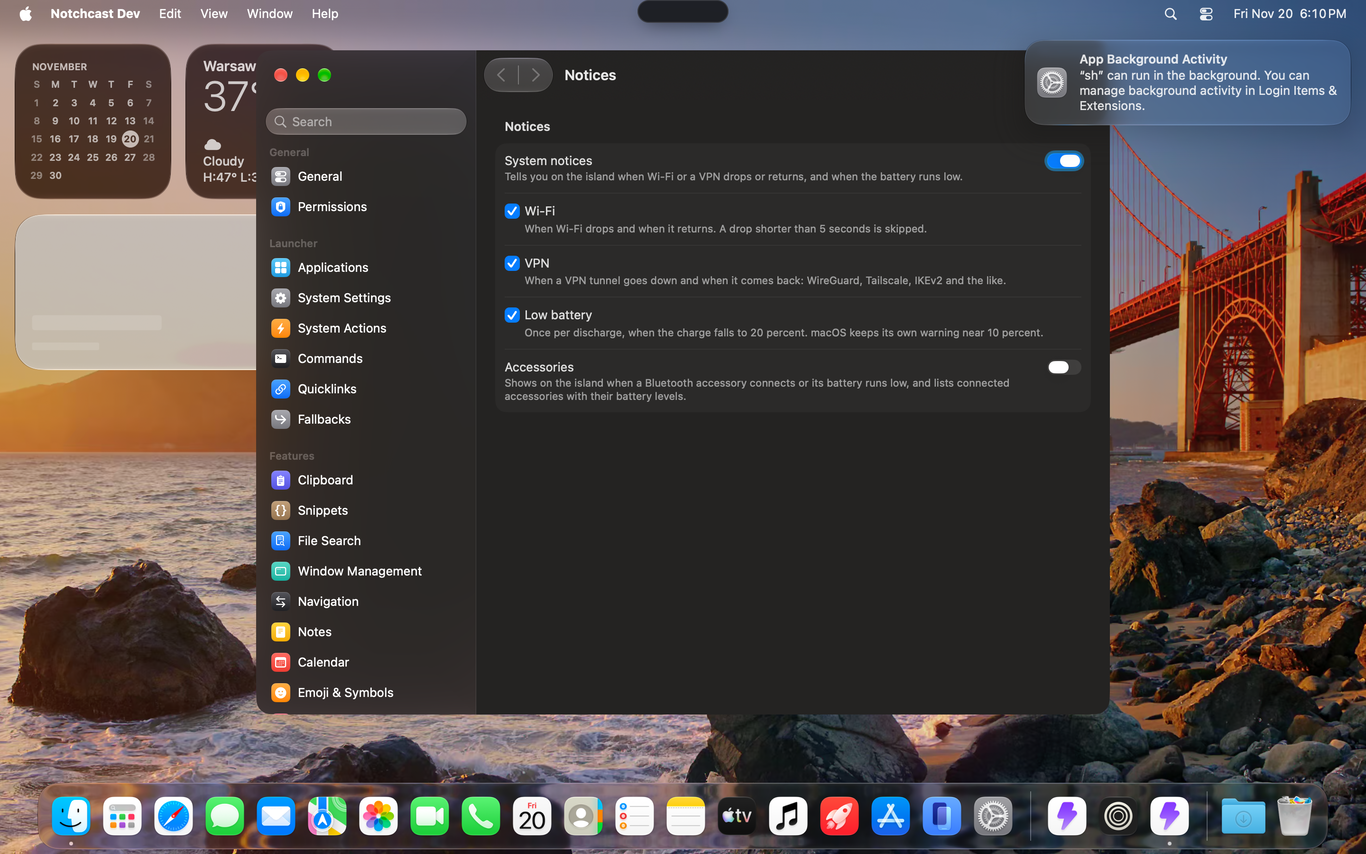 Notchcast Dev Edit View Window Help
Fri Nov 20 6:10 PM
NOVEMBER
S M T W T F S
1 2 3 4 5 6 7
8 9 10 11 12 13 14
15 16 17 18 19 20 21
22 23 24 25 26 27 28
29 30
Warsaw
37°
Cloudy
H:47° L:3
Search
General
General
Permissions
Launcher
Applications
System Settings
System Actions
Commands
Quicklinks
Fallbacks
Features
Clipboard
Snippets
File Search
Window Management
Navigation
Notes
Calendar
Emoji & Symbols
Notices
Notices
System notices
Tells you on the island when Wi-Fi or a VPN drops or returns, and when the battery runs low.
Wi-Fi
When Wi-Fi drops and when it returns. A drop shorter than 5 seconds is skipped.
VPN
When a VPN tunnel goes down and when it comes back: WireGuard, Tailscale, IKEv2 and the like.
Low battery
Once per discharge, when the charge falls to 20 percent. macOS keeps its own warning near 10 percent.
Accessories
Shows on the island when a Bluetooth accessory connects or its battery runs low, and lists connected
accessories with their battery levels.
App Background Activity
“sh” can run in the background. You can
manage background activity in Login Items &
Extensions.
Fri
20
tv